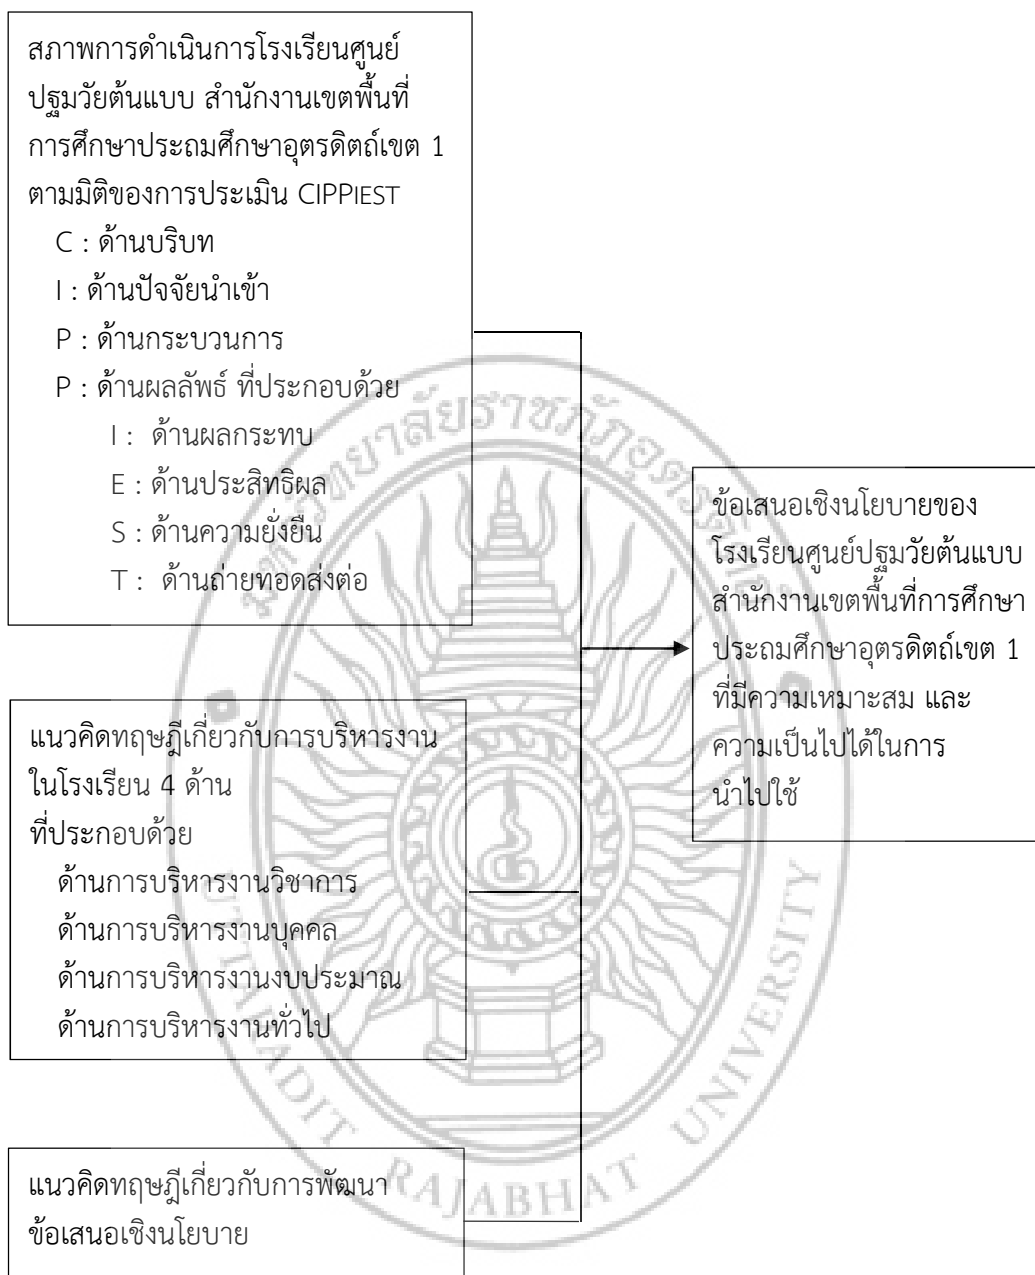 สภาพการดำเนินการโรงเรียนศูนย์
ปฐมวัยต้นแบบ สำนักงานเขตพื้นที่
การศึกษาประถมศึกษาอุตรดิตถ์เขต 1
ตามมิติของการประเมิน CIPPIEST
C : ด้านบริบท
I : ด้านปัจจัยนำเข้า
P : ด้านกระบวนการ
P : ด้านผลลัพธ์ ที่ประกอบด้วย
I : ด้านผลกระทบ
E : ด้านประสิทธิผล
S : ด้านความยั่งยืน
T : ด้านถ่ายทอดส่งต่อ
แนวคิดทฤษฎีเกี่ยวกับการบริหารงาน
ในโรงเรียน 4 ด้าน
ที่ประกอบด้วย
ด้านการบริหารงานวิชาการ
ด้านการบริหารงานบุคคล
ด้านการบริหารงานงบประมาณ
ด้านการบริหารงานทั่วไป
แนวคิดทฤษฎีเกี่ยวกับการพัฒนา
ข้อเสนอเชิงนโยบาย
ข้อเสนอเชิงนโยบายของ
โรงเรียนศูนย์ปฐมวัยต้นแบบ
สำนักงานเขตพื้นที่การศึกษา
ประถมศึกษาอุตรดิตถ์เขต 1
ที่มีความเหมาะสม และ
ความเป็นไปได้ในการ
นำไปใช้
มหาวิทยาลัยราชภัฏอุตรดิตถ์
UTTARADIT RAJABHAT UNIVERSITY